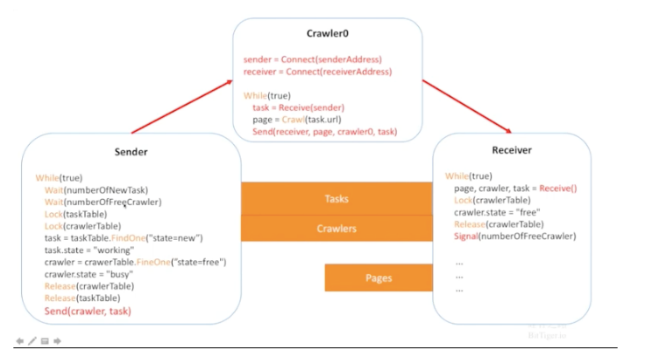 Crawler0
sender = Connect(senderAddress)
receiver = Connect(receiverAddress)
While(true)
task = Receive(sender)
page = Crawl(task.url)
Send(receiver, page, crawler0, task)
Sender
While(true)
Wait(numberOfNewTask)
Wait(numberOfFreeCrawler)
Lock(taskTable)
Lock(crawlerTable)
task = taskTable.FindOne("state=new")
task.state = "working"
crawler = crawerTable.FineOne("state=free")
crawler.state = "busy"
Release(crawlerTable)
Release(taskTable)
Send(crawler, task)
Tasks
Crawlers
Pages
Receiver
While(true)
page, crawler, task = Receive()
Lock(crawlerTable)
crawler.state = "free"
Release(crawlerTable)
Signal(numberOfFreeCrawler)
...
...
...